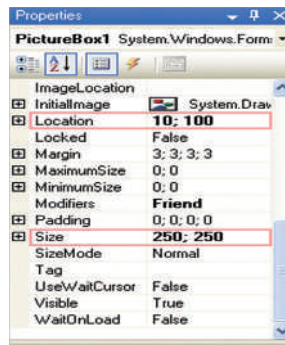 Properties
PictureBox1 System.Windows.Form
ImageLocation
InitialImage System.Draw
Location 10; 100
Locked False
Margin 3; 3; 3; 3
MaximumSize 0; 0
MinimumSize 0; 0
Modifiers Friend
Padding 0; 0; 0; 0
Size 250; 250
SizeMode Normal
Tag
UseWaitCursor False
Visible True
WaitOnLoad False